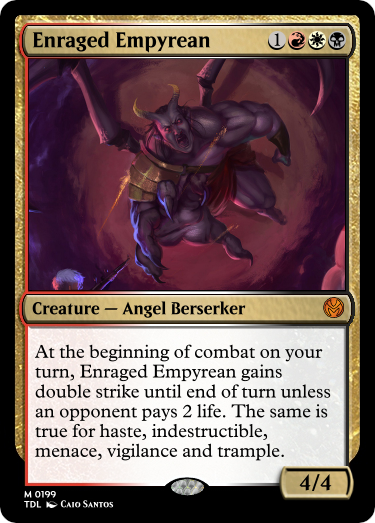 Enraged Empyrean 1
Creature — Angel Berserker
At the beginning of combat on your
turn, Enraged Empyrean gains
double strike until end of turn unless
an opponent pays 2 life. The same is
true for haste, indestructible,
menace, vigilance and trample.
4/4
M 0199
TDL Caio Santos